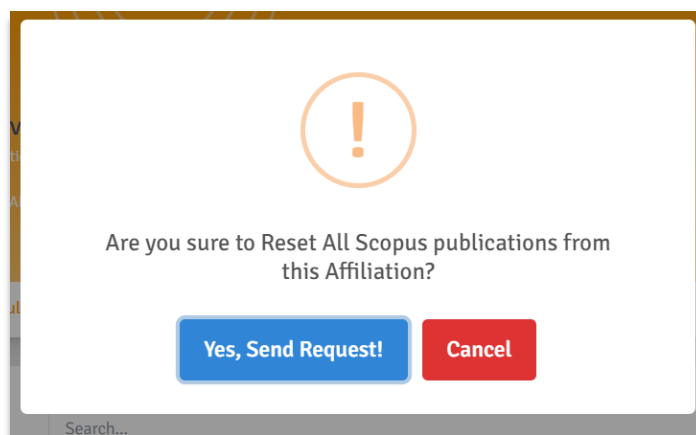 !
Are you sure to Reset All Scopus publications from
this Affiliation?
Yes, Send Request!
Cancel
Search...